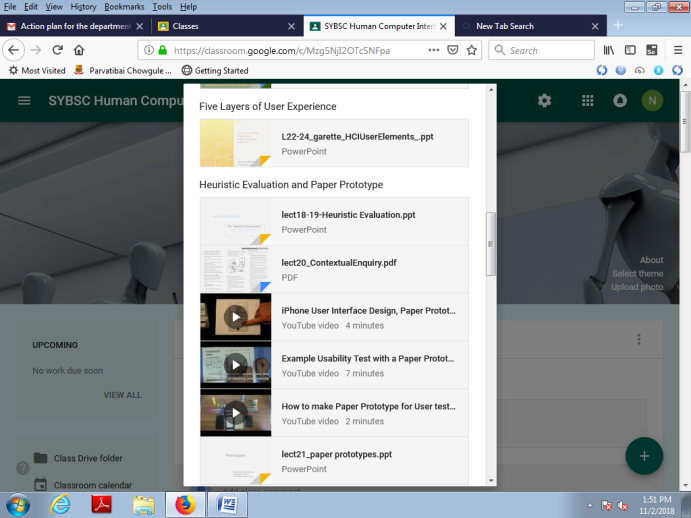 File Edit View History Bookmarks Tools Help
Action plan for the department
Classes
SYBSC Human Computer Interf
New Tab Search
https://classroom.google.com/c/Mzg5NjI2OTc5NFpa
Search
Most Visited Parvatibai Chowgule ... Getting Started
SYBSC Human Compu
N
Five Layers of User Experience
L22-24_garette_HCIUserElements_.ppt
PowerPoint
Heuristic Evaluation and Paper Prototype
lect18-19-Heuristic Evaluation.ppt
PowerPoint
lect20_ContextualEnquiry.pdf
PDF
iPhone User Interface Design, Paper Protot...
YouTube video 4 minutes
Example Usability Test with a Paper Protot...
YouTube video 7 minutes
How to make Paper Prototype for User test...
YouTube video 2 minutes
lect21_paper prototypes.ppt
PowerPoint
About
Select theme
Upload photo
UPCOMING
No work due soon
VIEW ALL
Class Drive folder
Classroom calendar
1:51 PM
11/2/2018